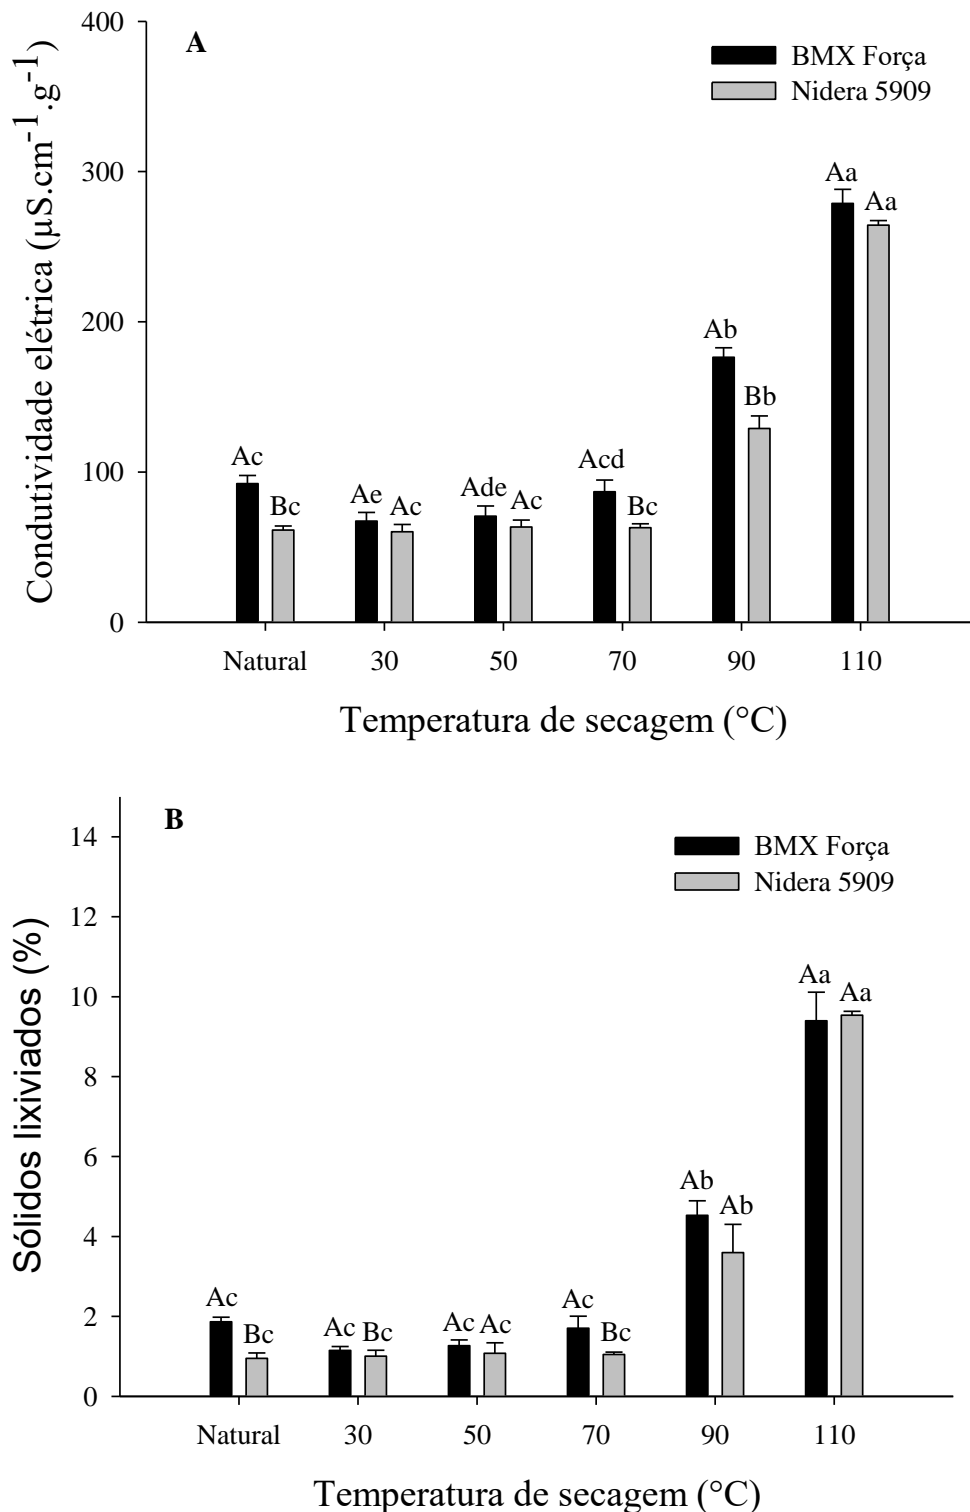 A
BMX Força
Nidera 5909
Condutividade elétrica (µS.cm-1.g-1)
400
300
200
100
0
Ac
Bc
Ae
Ac
Ade
Ac
Acd
Bc
Ab
Bb
Aa
Aa
Natural 30 50 70 90 110
Temperatura de secagem (°C)
B
BMX Força
Nidera 5909
Sólidos lixiviados (%)
14
12
10
8
6
4
2
0
Ac
Bc
Ac
Bc
Ac
Ac
Ac
Bc
Ab
Ab
Aa
Aa
Natural 30 50 70 90 110
Temperatura de secagem (°C)